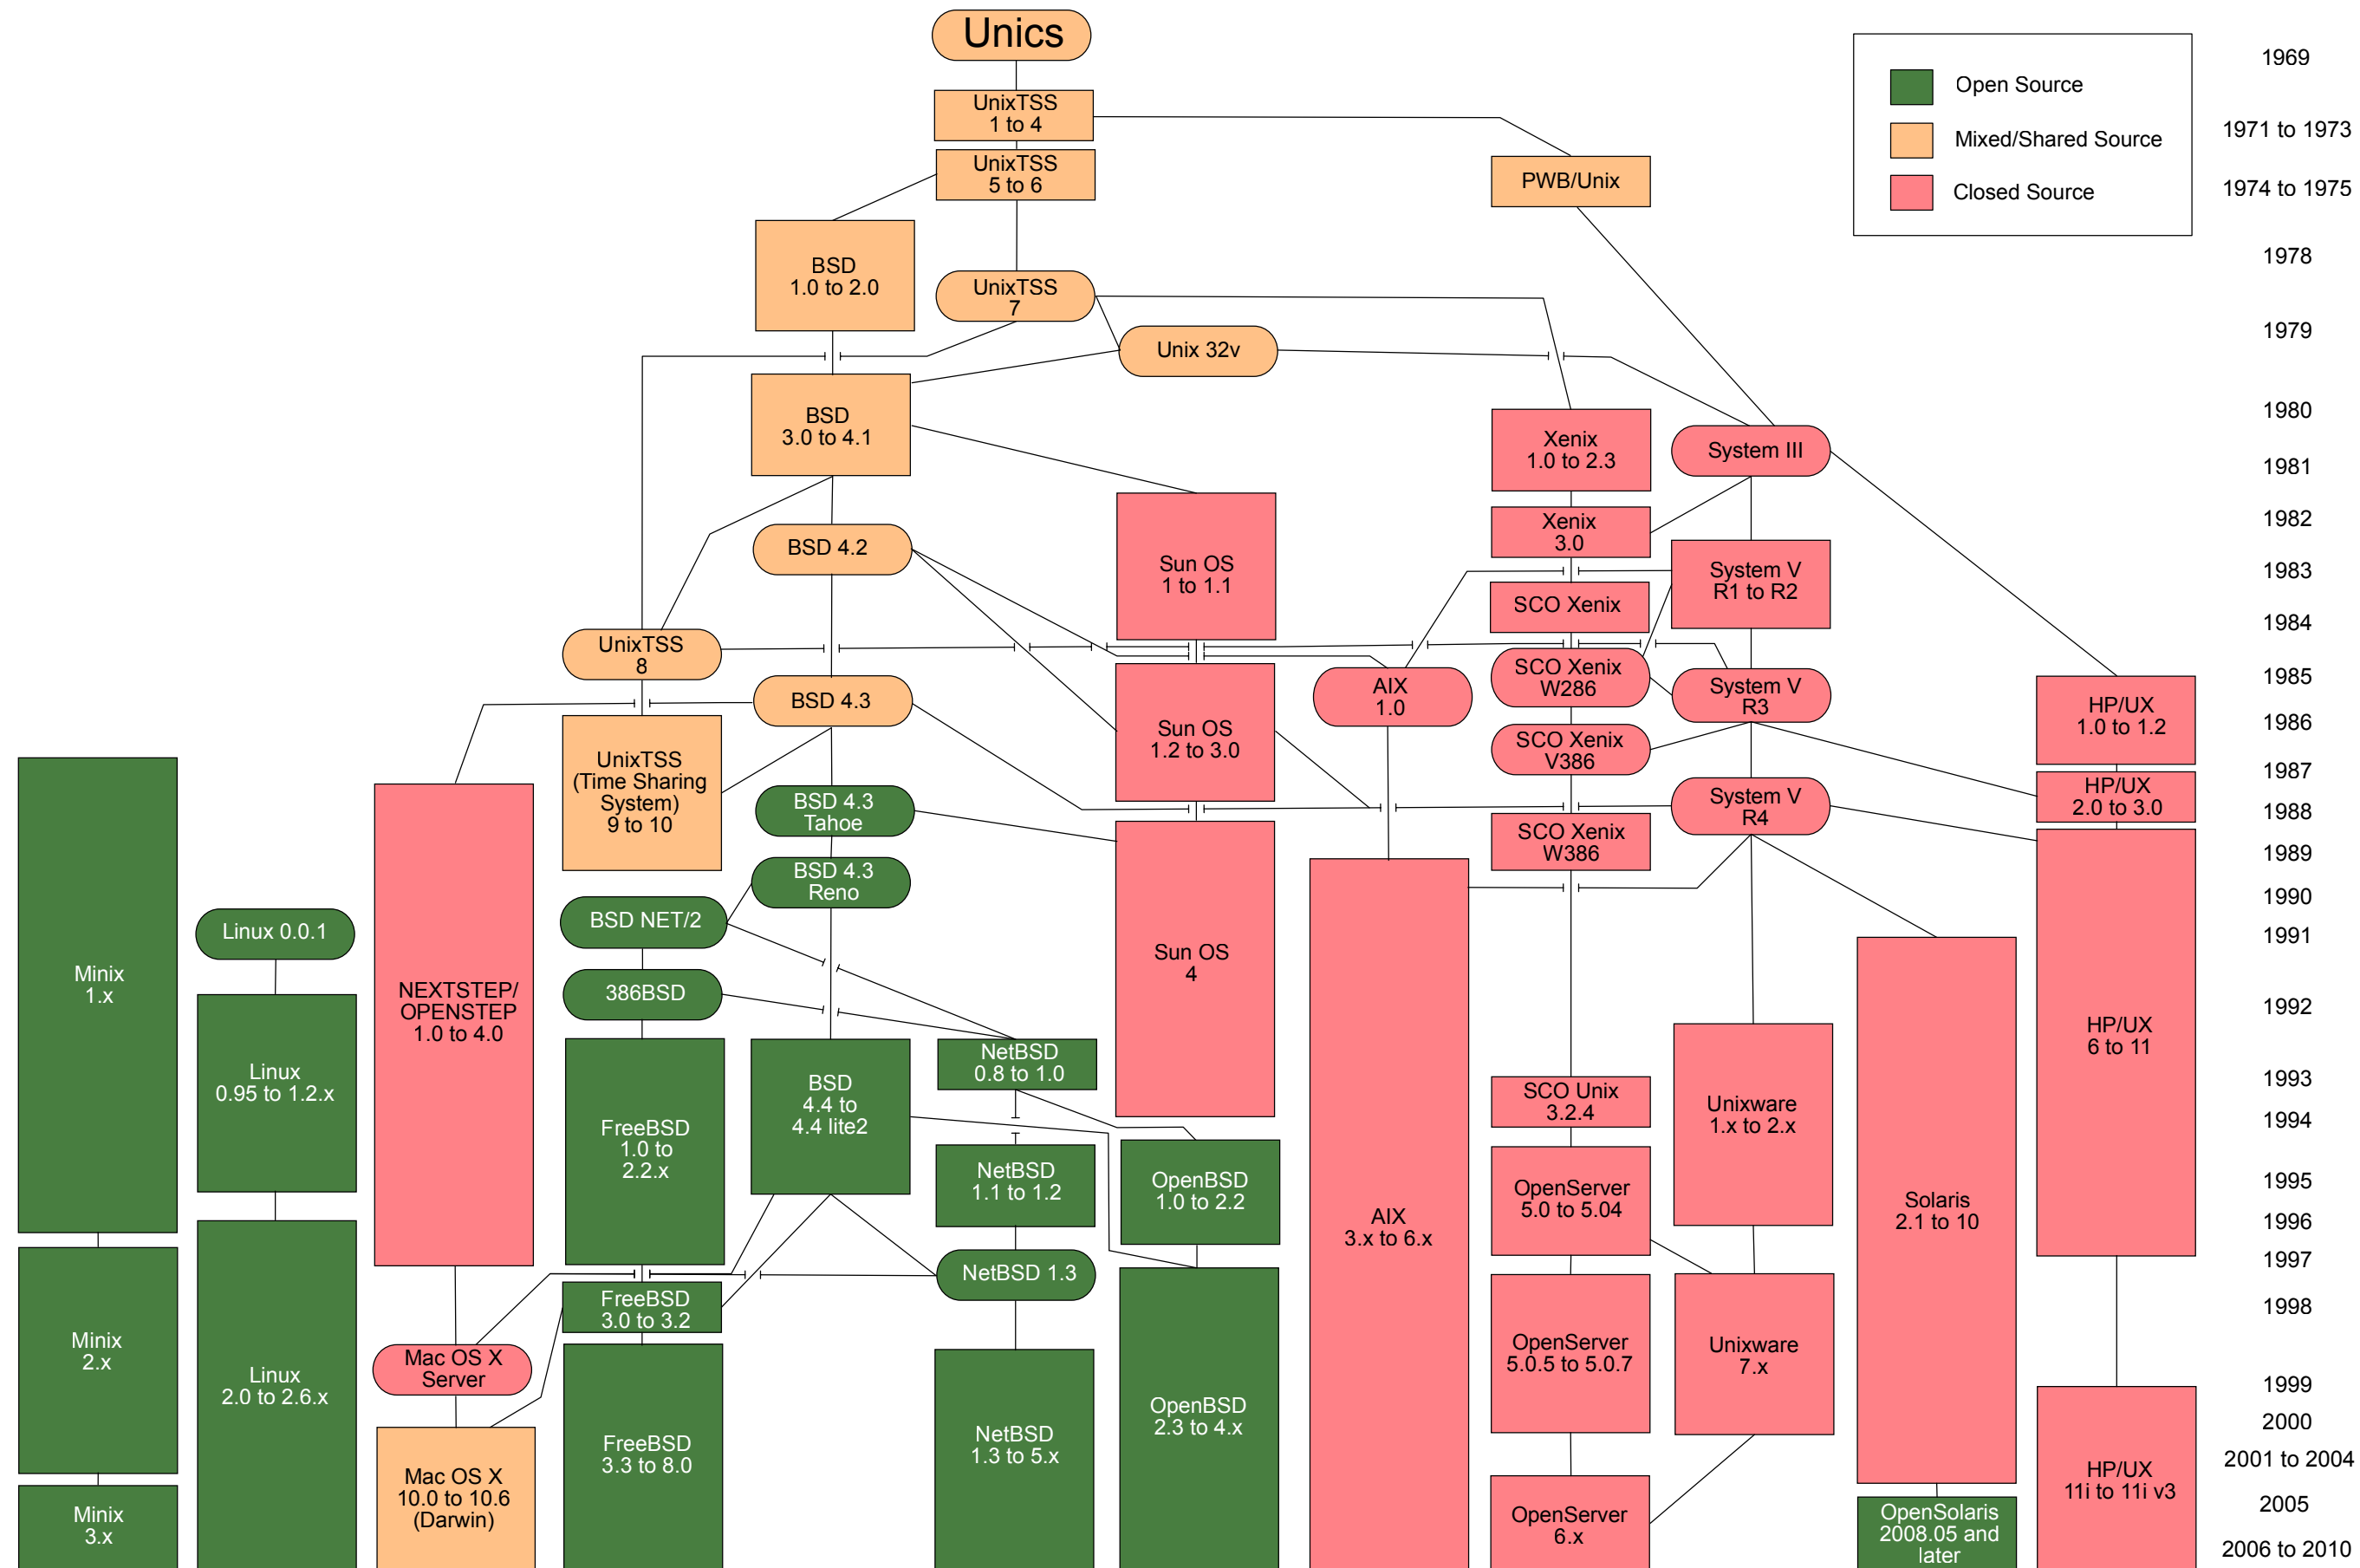 Unics
1969
Open Source
UnixTSS
1 to 4
1971 to 1973
Mixed/Shared Source
UnixTSS
5 to 6
PWB/Unix
1974 to 1975
Closed Source
1978
BSD
1.0 to 2.0
UnixTSS
7
1979
Unix 32v
1980
BSD
3.0 to 4.1
Xenix
1.0 to 2.3
System III
1981
Xenix
3.0
1982
BSD 4.2
Sun OS
1 to 1.1
System V
R1 to R2
1983
SCO Xenix
1984
UnixTSS
8
SCO Xenix
W286
1985
AIX
1.0
System V
R3
BSD 4.3
HP/UX
1.0 to 1.2
1986
Sun OS
1.2 to 3.0
SCO Xenix
V386
UnixTSS
(Time Sharing
System)
9 to 10
1987
HP/UX
2.0 to 3.0
BSD 4.3
Tahoe
System V
R4
1988
SCO Xenix
W386
1989
BSD 4.3
Reno
1990
BSD NET/2
Linux 0.0.1
1991
Sun OS
4
Minix
1.x
386BSD
NEXTSTEP/
OPENSTEP
1.0 to 4.0
1992
HP/UX
6 to 11
NetBSD
0.8 to 1.0
Linux
0.95 to 1.2.x
BSD
4.4 to
4.4 lite2
1993
SCO Unix
3.2.4
Unixware
1.x to 2.x
1994
FreeBSD
1.0 to
2.2.x
NetBSD
1.1 to 1.2
OpenBSD
1.0 to 2.2
1995
OpenServer
5.0 to 5.04
Solaris
2.1 to 10
AIX
3.x to 6.x
1996
1997
NetBSD 1.3
FreeBSD
3.0 to 3.2
1998
Minix
2.x
OpenServer
5.0.5 to 5.0.7
Unixware
7.x
Mac OS X
Server
Linux
2.0 to 2.6.x
1999
OpenBSD
2.3 to 4.x
2000
FreeBSD
3.3 to 8.0
NetBSD
1.3 to 5.x
2001 to 2004
Mac OS X
10.0 to 10.6
(Darwin)
HP/UX
11i to 11i v3
2005
Minix
3.x
OpenServer
6.x
OpenSolaris
2008.05 and
later
2006 to 2010